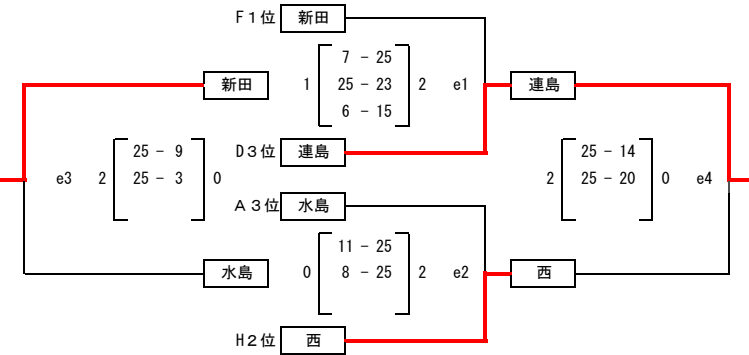 F1位 新田
7 - 25
新田 1 25 - 23 2 e1 連島
6 - 15
D3位 連島
25 - 9 25 - 14
e3 2 25 - 3 0 2 25 - 20 0 e4
A3位 水島
11 - 25
水島 0 8 - 25 2 e2 西
H2位 西